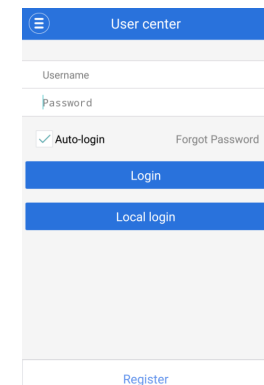 User center
Username
Password
Auto-login Forgot Password
Login
Local login
Register